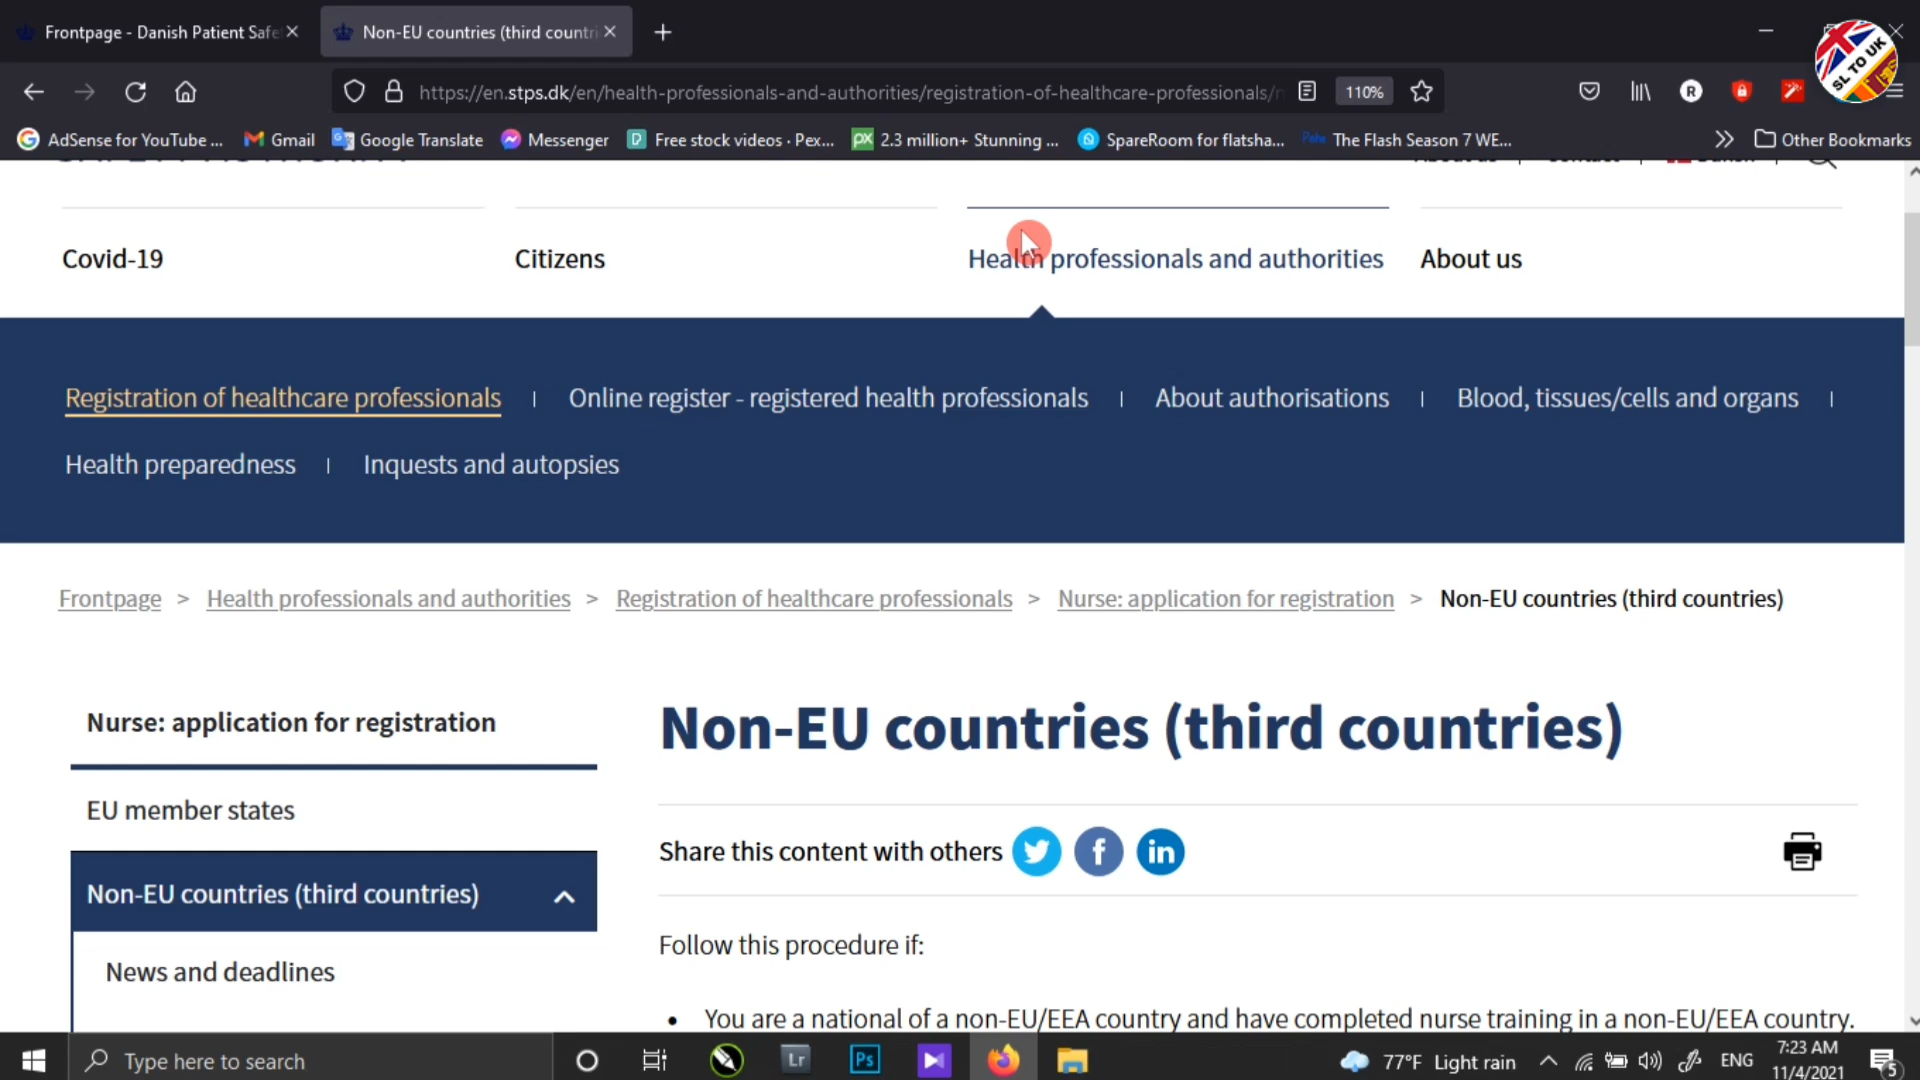 Frontpage - Danish Patient Safe
Non-EU countries (third countri
SL TO UK
https://en.stps.dk/en/health-professionals-and-authorities/registration-of-healthcare-professionals/
110%
AdSense for YouTube ...
Gmail
Google Translate
Messenger
Free stock videos · Pex...
2.3 million+ Stunning ...
SpareRoom for flatsha...
The Flash Season 7 WE...
Other Bookmarks
Covid-19
Citizens
Health professionals and authorities
About us
Registration of healthcare professionals
Online register - registered health professionals
About authorisations
Blood, tissues/cells and organs
Health preparedness
Inquests and autopsies
Frontpage > Health professionals and authorities > Registration of healthcare professionals > Nurse: application for registration > Non-EU countries (third countries)
Nurse: application for registration
Non-EU countries (third countries)
EU member states
Share this content with others
Non-EU countries (third countries)
Follow this procedure if:
News and deadlines
• You are a national of a non-EU/EEA country and have completed nurse training in a non-EU/EEA country.
Type here to search
Lr
Ps
77°F Light rain
ENG
7:23 AM
11/4/2021
5